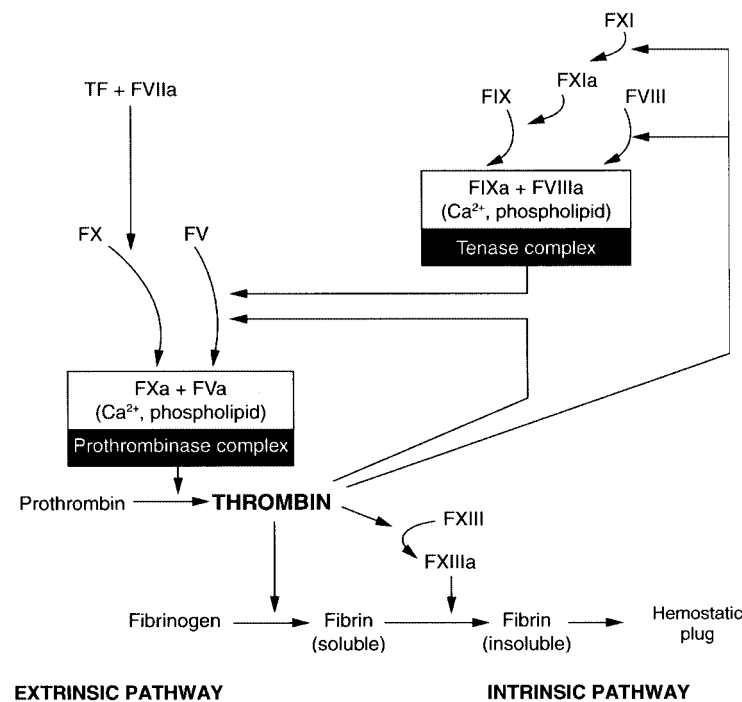 FXI
TF + FVIIa
FXIa
FIX
FVIII
FIXa + FVIIIa
(Ca²⁺, phospholipid)
Tenase complex
FX
FV
FXa + FVa
(Ca²⁺, phospholipid)
Prothrombinase complex
Prothrombin
THROMBIN
FXIII
FXIIIa
Fibrinogen
Fibrin
(soluble)
Fibrin
(insoluble)
Hemostatic
plug
EXTRINSIC PATHWAY
INTRINSIC PATHWAY